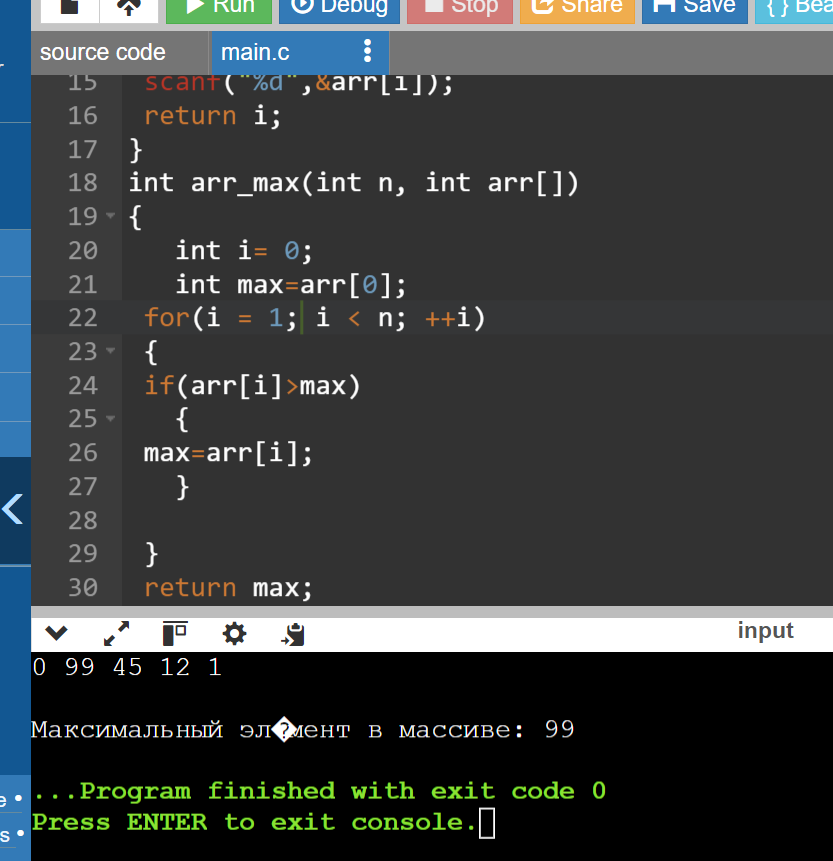 Run Debug Stop Share Save { } Bea
source code main.c
15 scanf("%d",&arr[i]);
16 return i;
17 }
18 int arr_max(int n, int arr[])
19 {
20 int i= 0;
21 int max=arr[0];
22 for(i = 1; i < n; ++i)
23 {
24 if(arr[i]>max)
25 {
26 max=arr[i];
27 }
28
29 }
30 return max;
input
0 99 45 12 1
Максимальный эл�мент в массиве: 99
...Program finished with exit code 0
Press ENTER to exit console.
e •
s •